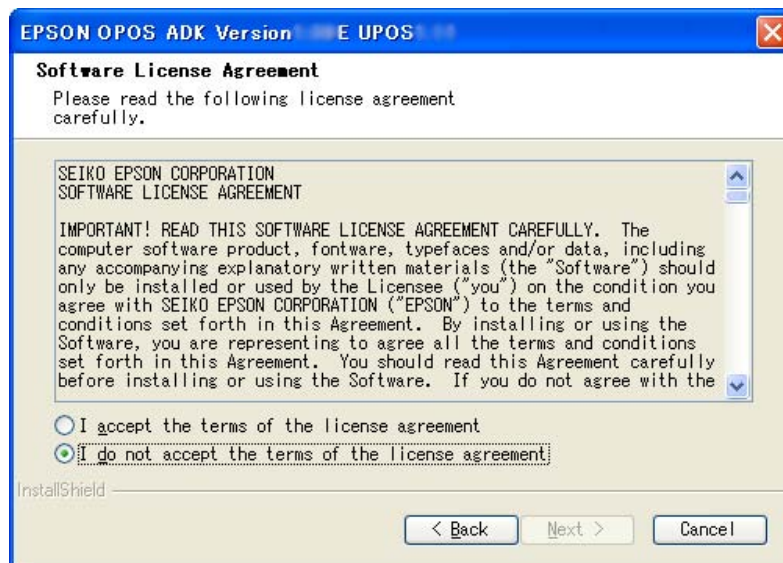 EPSON OPOS ADK Version E UPOS
Software License Agreement
Please read the following license agreement
carefully.
SEIKO EPSON CORPORATION
SOFTWARE LICENSE AGREEMENT
IMPORTANT! READ THIS SOFTWARE LICENSE AGREEMENT CAREFULLY. The
computer software product, fontware, typefaces and/or data, including
any accompanying explanatory written materials (the "Software") should
only be installed or used by the Licensee ("you") on the condition you
agree with SEIKO EPSON CORPORATION ("EPSON") to the terms and
conditions set forth in this Agreement. By installing or using the
Software, you are representing to agree all the terms and conditions
set forth in this Agreement. You should read this Agreement carefully
before installing or using the Software. If you do not agree with the
I accept the terms of the license agreement
I do not accept the terms of the license agreement
InstallShield
< Back Next > Cancel